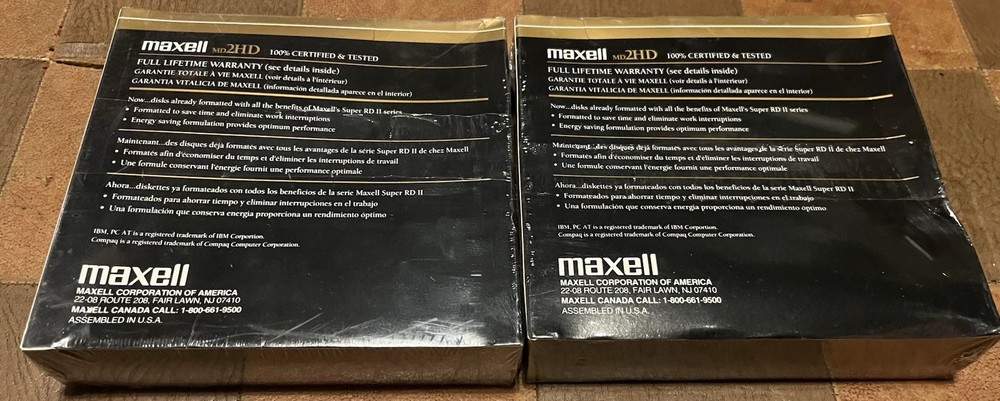 maxell MD2HD 100% CERTIFIED & TESTED
FULL LIFETIME WARRANTY (see details inside)
GARANTIE TOTALE À VIE MAXELL (voir détails à l'intérieur)
GARANTIA VITALICIA DE MAXELL (información detallada aparece en el interior)
Now...disks already formatted with all the benefits of Maxell's Super RD II series
• Formatted to save time and eliminate work interruptions
• Energy saving formulation provides optimum performance
Maintenant...des disques déjà formatés avec tous les avantages de la série Super RD II de chez Maxell
• Formatés afin d'économiser du temps et d'éliminer les interruptions de travail
• Une formule conservant l'énergie fournit une performance optimale
Ahora...diskettes ya formateados con todos los beneficios de la serie Maxell Super RD II
• Formateados para ahorrar tiempo y eliminar interrupciones en el trabajo
• Una formulación que conserva energía proporciona un rendimiento óptimo
IBM, PC AT is a registered trademark of IBM Corportion.
Compaq is a registered trademark of Compaq Computer Corporation.
maxell
MAXELL CORPORATION OF AMERICA
22-08 ROUTE 208, FAIR LAWN, NJ 07410
MAXELL CANADA CALL: 1-800-661-9500
ASSEMBLED IN U.S.A.
maxell MD2HD 100% CERTIFIED & TESTED
FULL LIFETIME WARRANTY (see details inside)
GARANTIE TOTALE À VIE MAXELL (voir détails à l'intérieur)
GARANTIA VITALICIA DE MAXELL (información detallada aparece en el interior)
Now...disks already formatted with all the benefits of Maxell's Super RD II series
• Formatted to save time and eliminate work interruptions
• Energy saving formulation provides optimum performance
Maintenant...des disques déjà formatés avec tous les avantages de la série Super RD II de chez Maxell
• Formatés afin d'économiser du temps et d'éliminer les interruptions de travail
• Une formule conservant l'énergie fournit une performance optimale
Ahora...diskettes ya formateados con todos los beneficios de la serie Maxell Super RD II
• Formateados para ahorrar tiempo y eliminar interrupciones en el trabajo
• Una formulación que conserva energía proporciona un rendimiento óptimo
IBM, PC AT is a registered trademark of IBM Corportion.
Compaq is a registered trademark of Compaq Computer Corporation.
maxell
MAXELL CORPORATION OF AMERICA
22-08 ROUTE 208, FAIR LAWN, NJ 07410
MAXELL CANADA CALL: 1-800-661-9500
ASSEMBLED IN U.S.A.